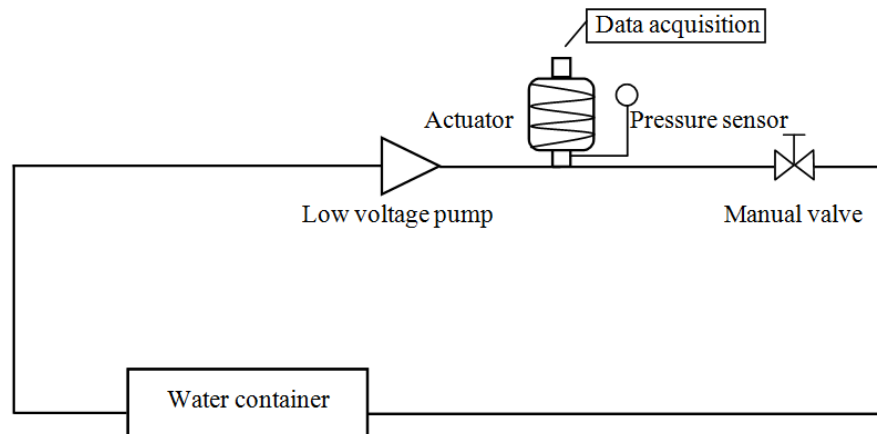 Data acquisition
Actuator
Pressure sensor
Low voltage pump
Manual valve
Water container